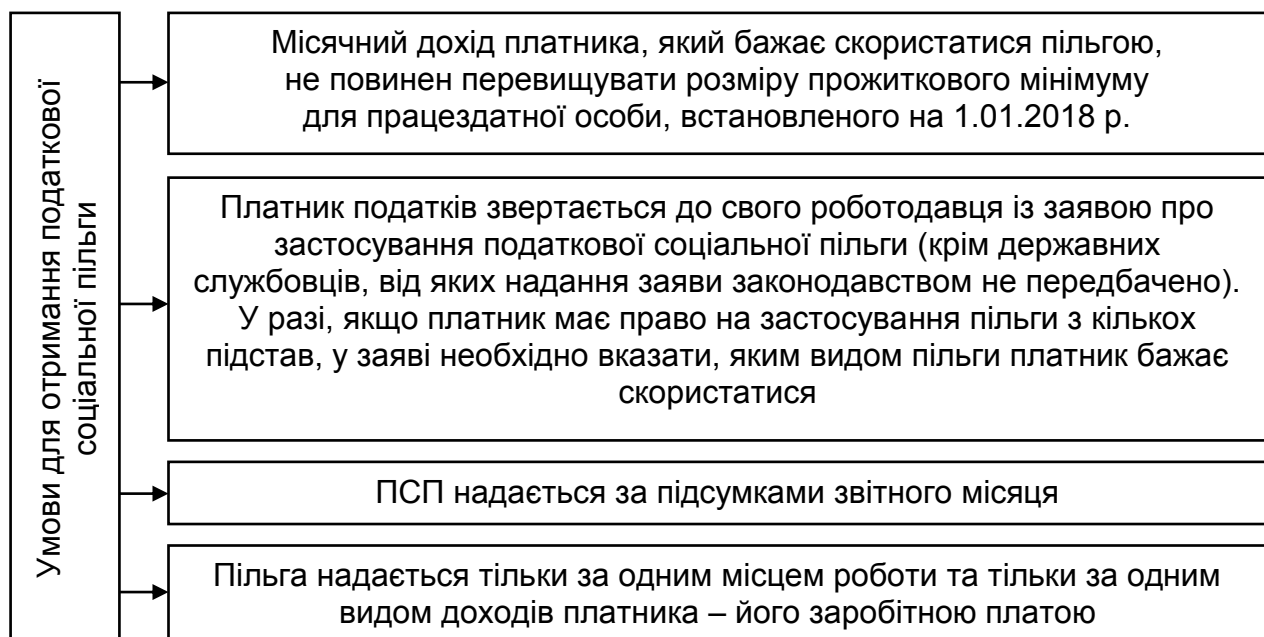 Умови для отримання податкової
соціальної пільги
Місячний дохід платника, який бажає скористатися пільгою,
не повинен перевищувати розміру прожиткового мінімуму
для працездатної особи, встановленого на 1.01.2018 р.
Платник податків звертається до свого роботодавця із заявою про
застосування податкової соціальної пільги (крім державних
службовців, від яких надання заяви законодавством не передбачено).
У разі, якщо платник має право на застосування пільги з кількох
підстав, у заяві необхідно вказати, яким видом пільги платник бажає
скористатися
ПСП надається за підсумками звітного місяця
Пільга надається тільки за одним місцем роботи та тільки за одним
видом доходів платника – його заробітною платою